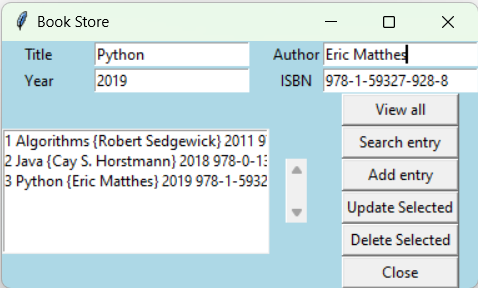 Book Store
Title Python Author Eric Matthes
Year 2019 ISBN 978-1-59327-928-8
View all
Search entry
Add entry
Update Selected
Delete Selected
Close
1 Algorithms {Robert Sedgewick} 2011 9
2 Java {Cay S. Horstmann} 2018 978-0-13
3 Python {Eric Matthes} 2019 978-1-5932